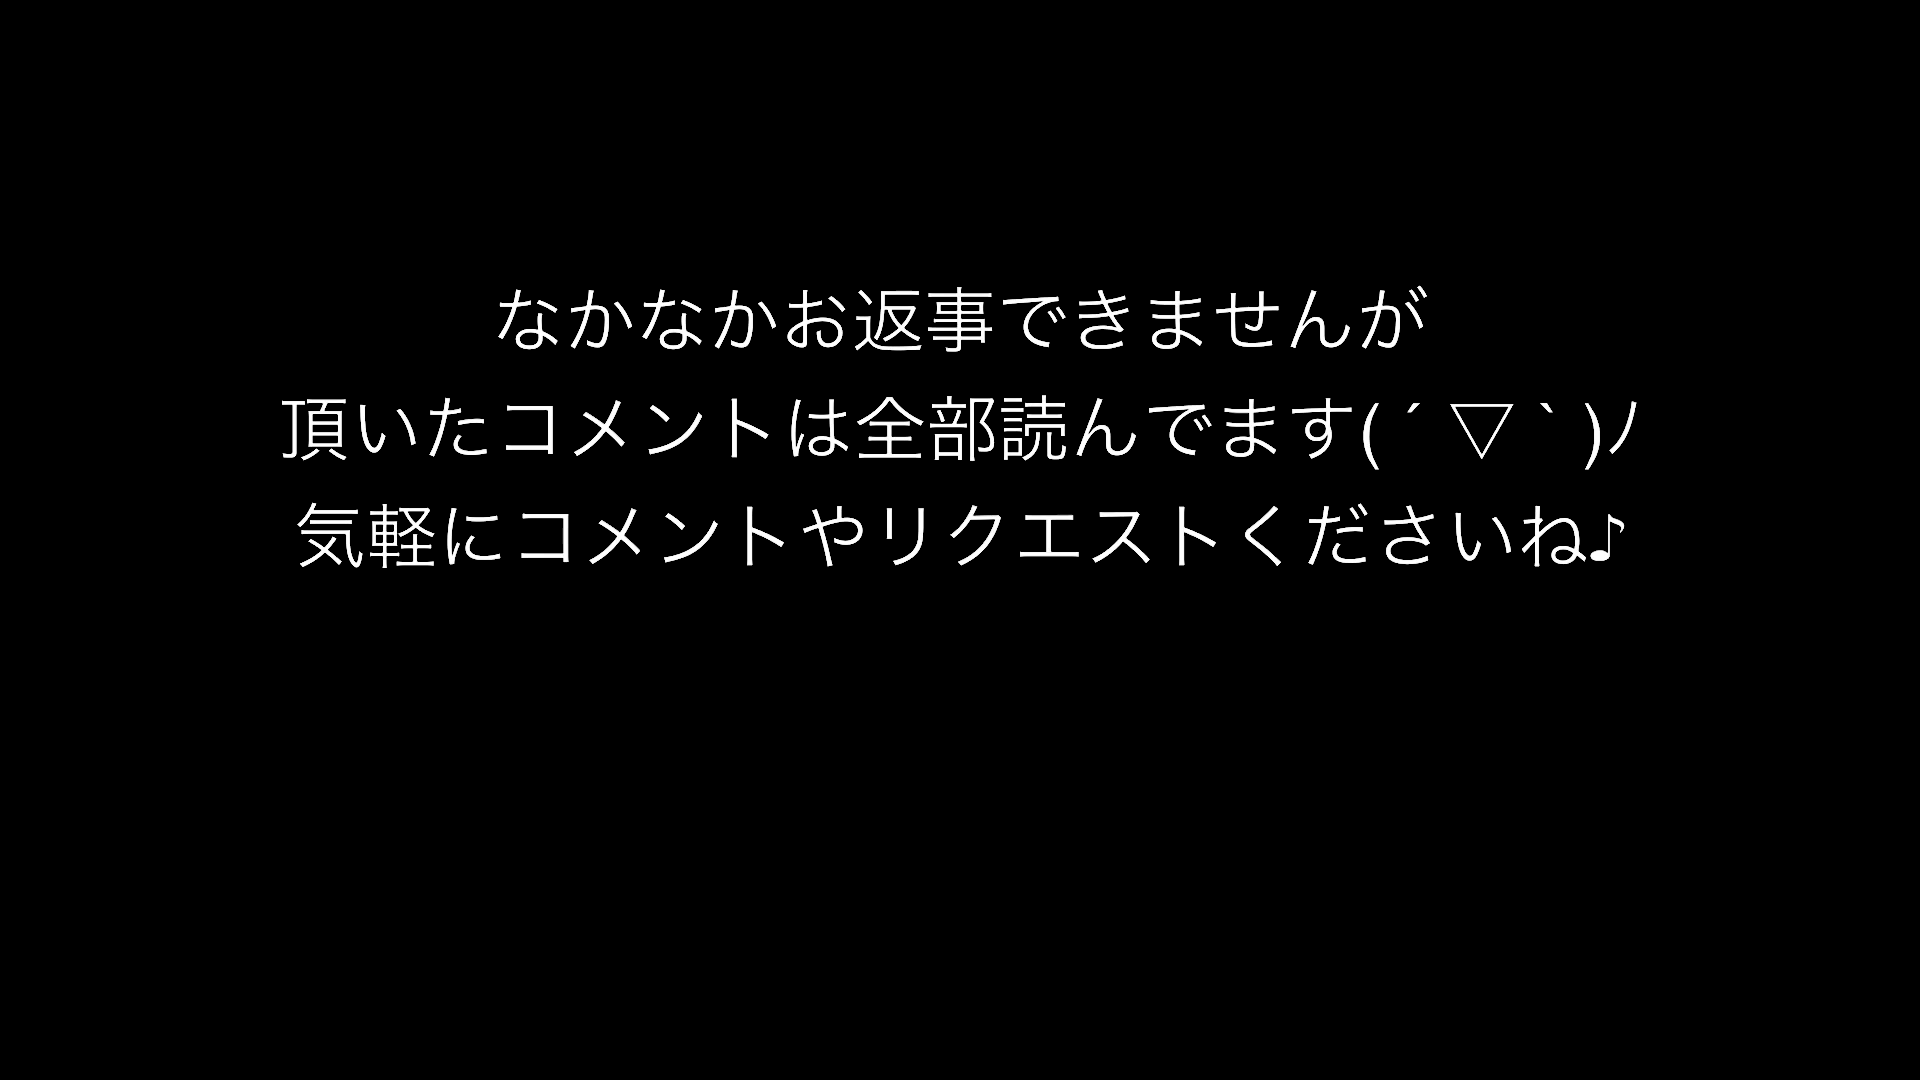 なかなかお返事できませんが
頂いたコメントは全部読んでます( ´ ▽ ` )ﾉ
気軽にコメントやリクエストくださいね♪